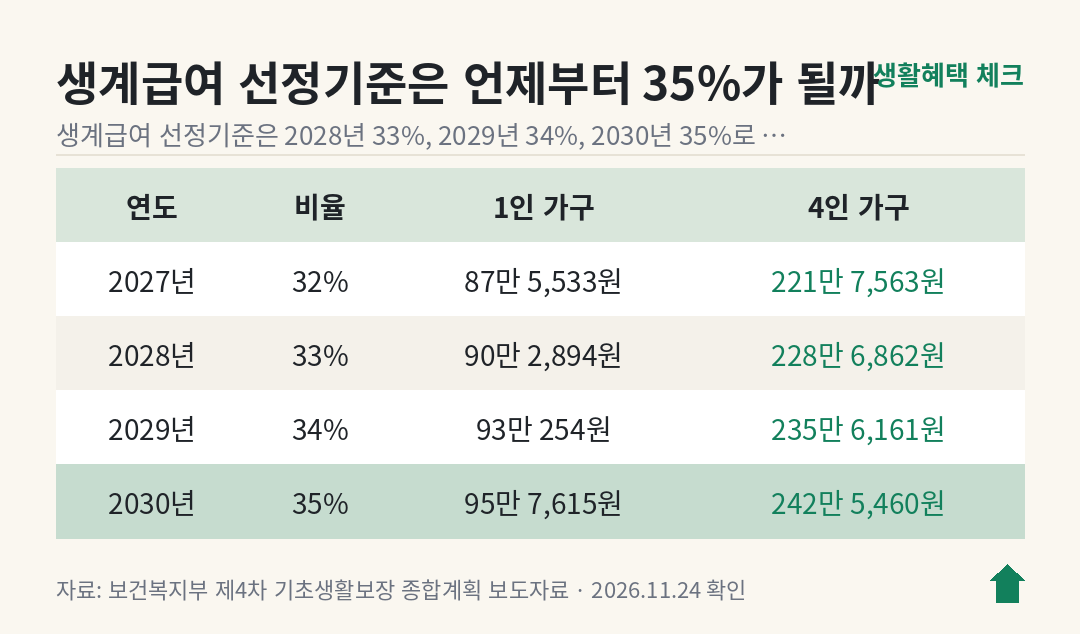 생계급여 선정기준은 언제부터 35%가 될까
생활혜택 체크
생계급여 선정기준은 2028년 33%, 2029년 34%, 2030년 35%로 …
연도 비율 1인 가구 4인 가구
2027년 32% 87만 5,533원 221만 7,563원
2028년 33% 90만 2,894원 228만 6,862원
2029년 34% 93만 254원 235만 6,161원
2030년 35% 95만 7,615원 242만 5,460원
자료: 보건복지부 제4차 기초생활보장 종합계획 보도자료 · 2026.11.24 확인